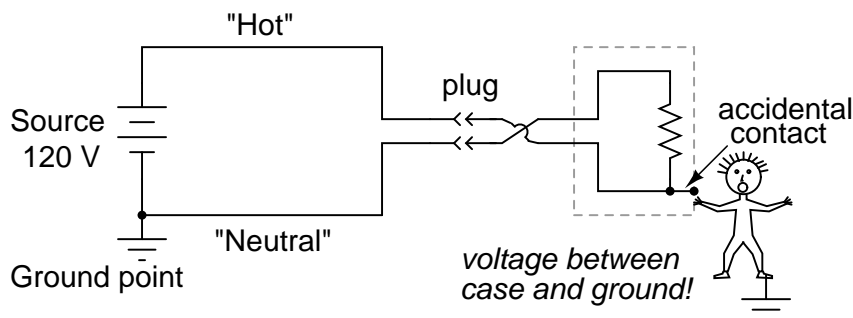 "Hot"
plug
Source
120 V
accidental
contact
"Neutral"
Ground point
voltage between
case and ground!